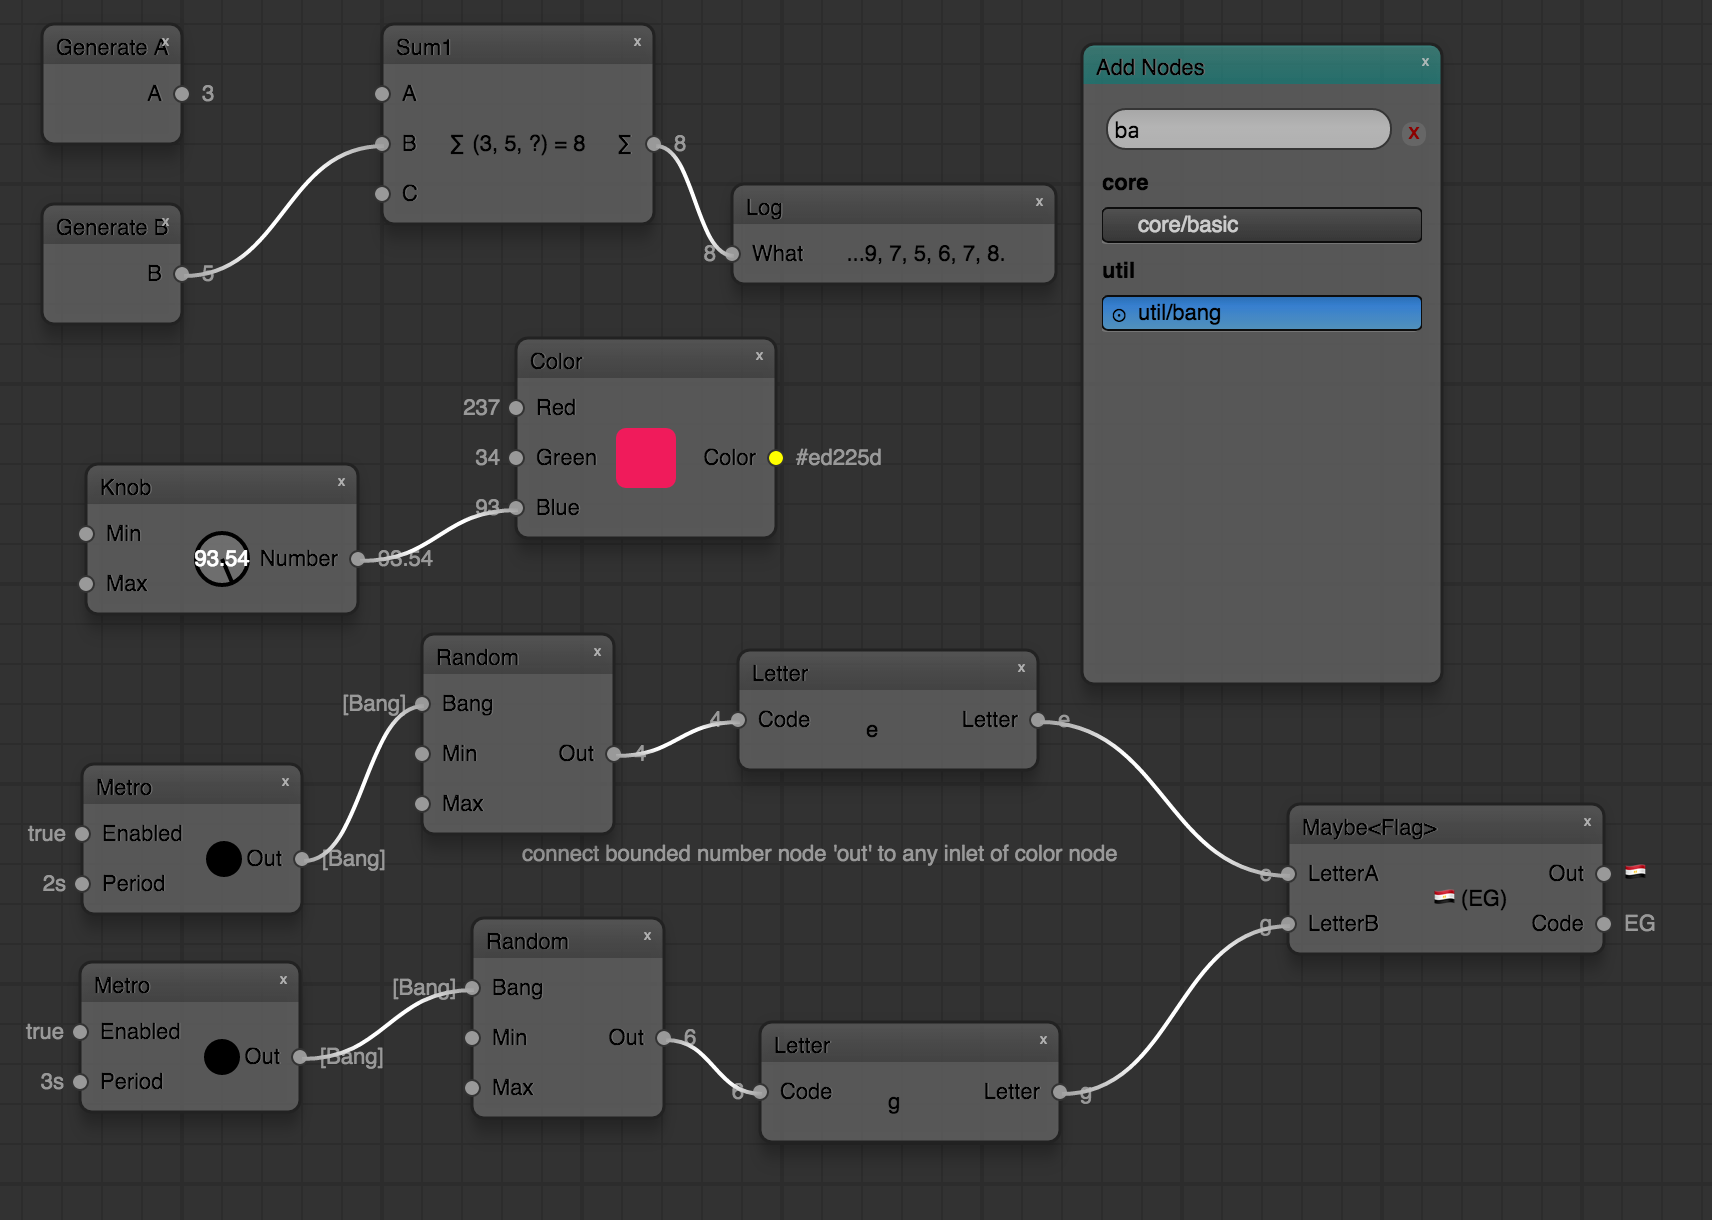 Generate A x
A 3
Generate B x
B 5
Sum1 x
A
B ∑ (3, 5, ?) = 8 ∑ 8
C
Log x
8 What ...9, 7, 5, 6, 7, 8.
Add Nodes x
ba x
core
core/basic
util
⊙ util/bang
Color x
237 Red
34 Green Color #ed225d
93 Blue
Knob x
Min
93.54 Number 93.54
Max
Random x
[Bang] Bang
Min Out 4
Max
Letter x
4 Code e Letter e
Metro x
true Enabled
Out [Bang]
2s Period
connect bounded number node 'out' to any inlet of color node
Maybe<Flag> x
e LetterA Out 🇪🇬
🇪🇬 (EG)
g LetterB Code EG
Random x
[Bang] Bang
Min Out 6
Max
Metro x
true Enabled
Out [Bang]
3s Period
Letter x
6 Code g Letter g